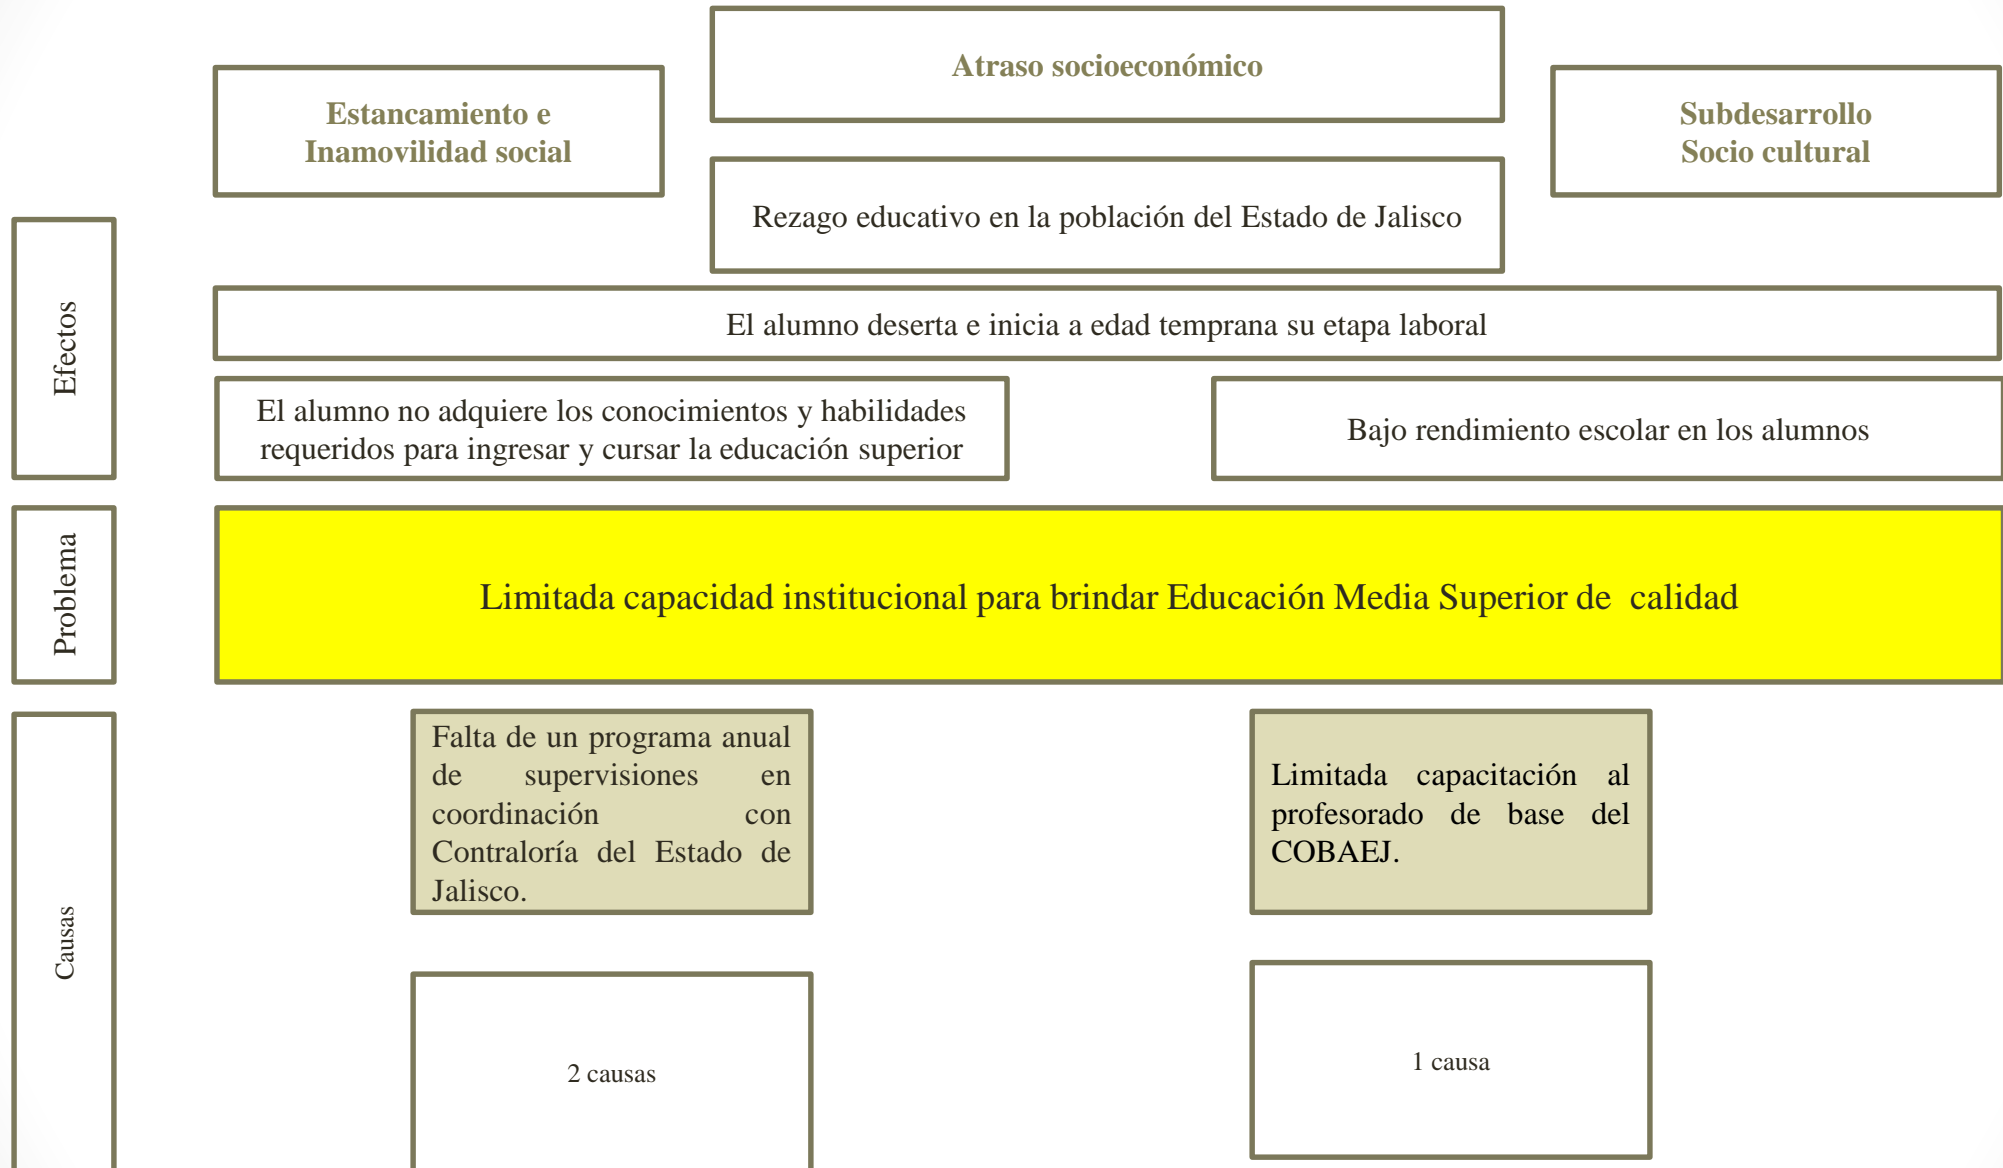 Atraso socioeconómico
Estancamiento e
Inamovilidad social
Subdesarrollo
Socio cultural
Rezago educativo en la población del Estado de Jalisco
Efectos
El alumno deserta e inicia a edad temprana su etapa laboral
El alumno no adquiere los conocimientos y habilidades
requeridos para ingresar y cursar la educación superior
Bajo rendimiento escolar en los alumnos
Problema
Limitada capacidad institucional para brindar Educación Media Superior de calidad
Causas
Falta de un programa anual
de supervisiones en
coordinación con
Contraloría del Estado de
Jalisco.
Limitada capacitación al
profesorado de base del
COBAEJ.
2 causas
1 causa